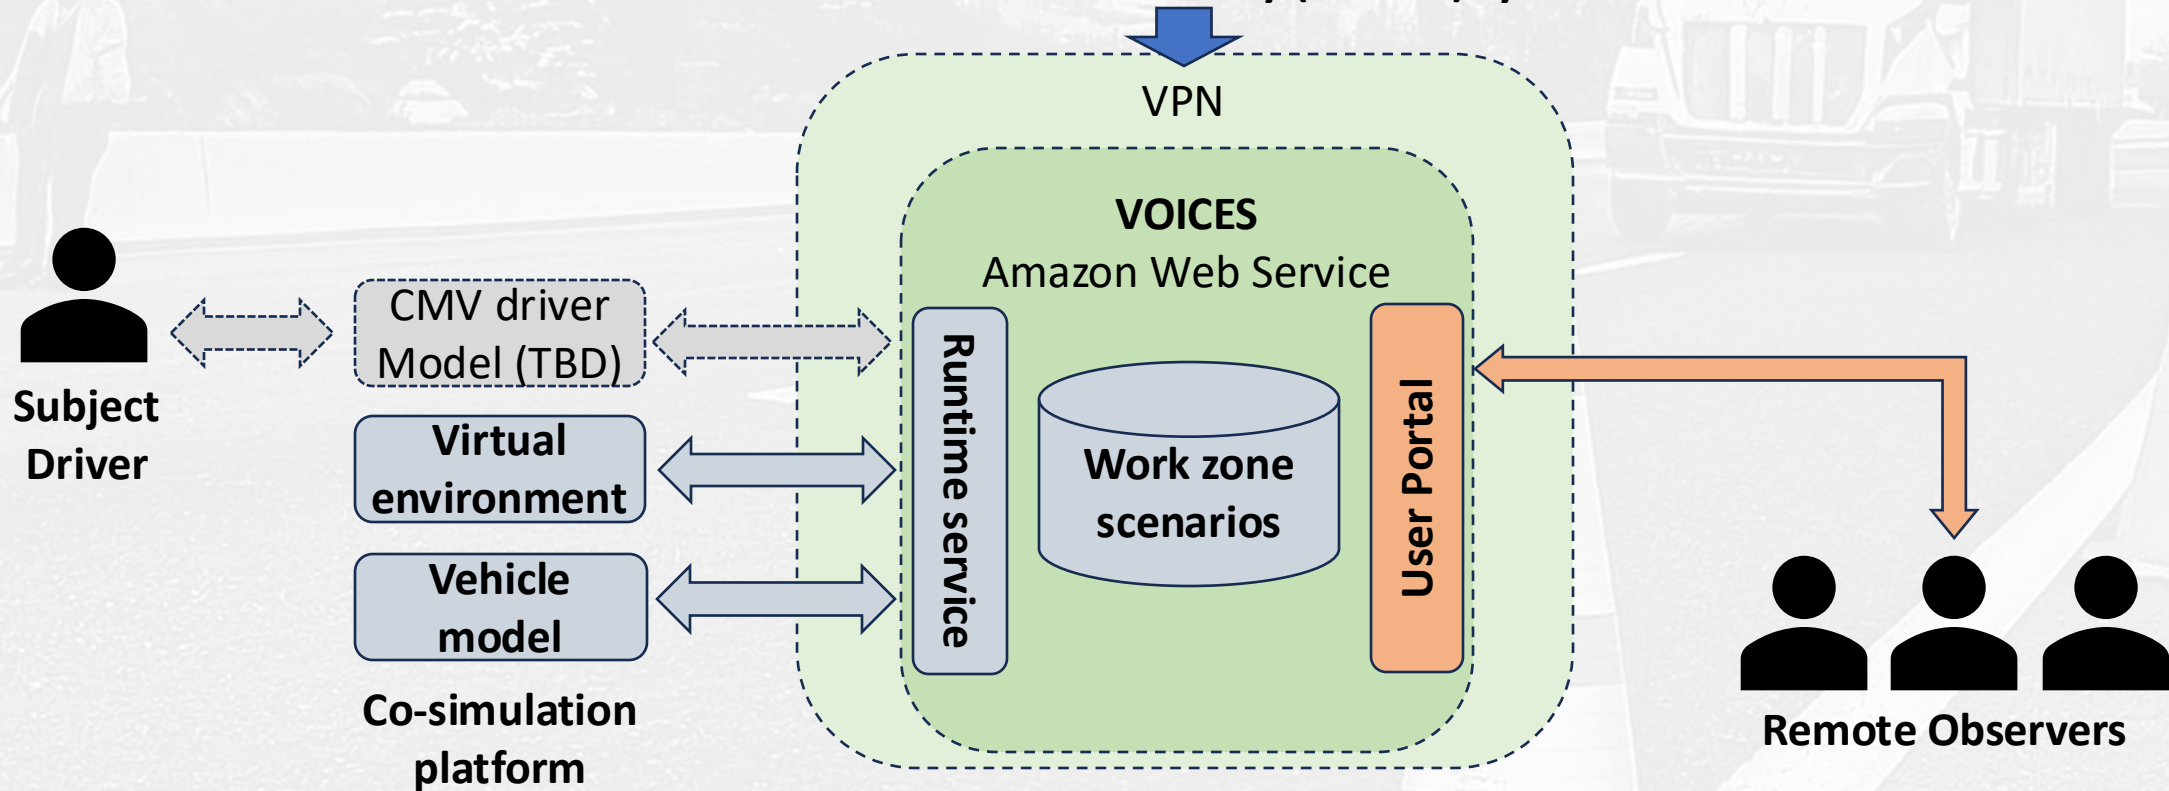 VPN
VOICES
Amazon Web Service
CMV driver
Model (TBD)
Subject
Driver
Virtual
environment
Vehicle
model
Co-simulation
platform
Runtime service
Work zone
scenarios
User Portal
Remote Observers